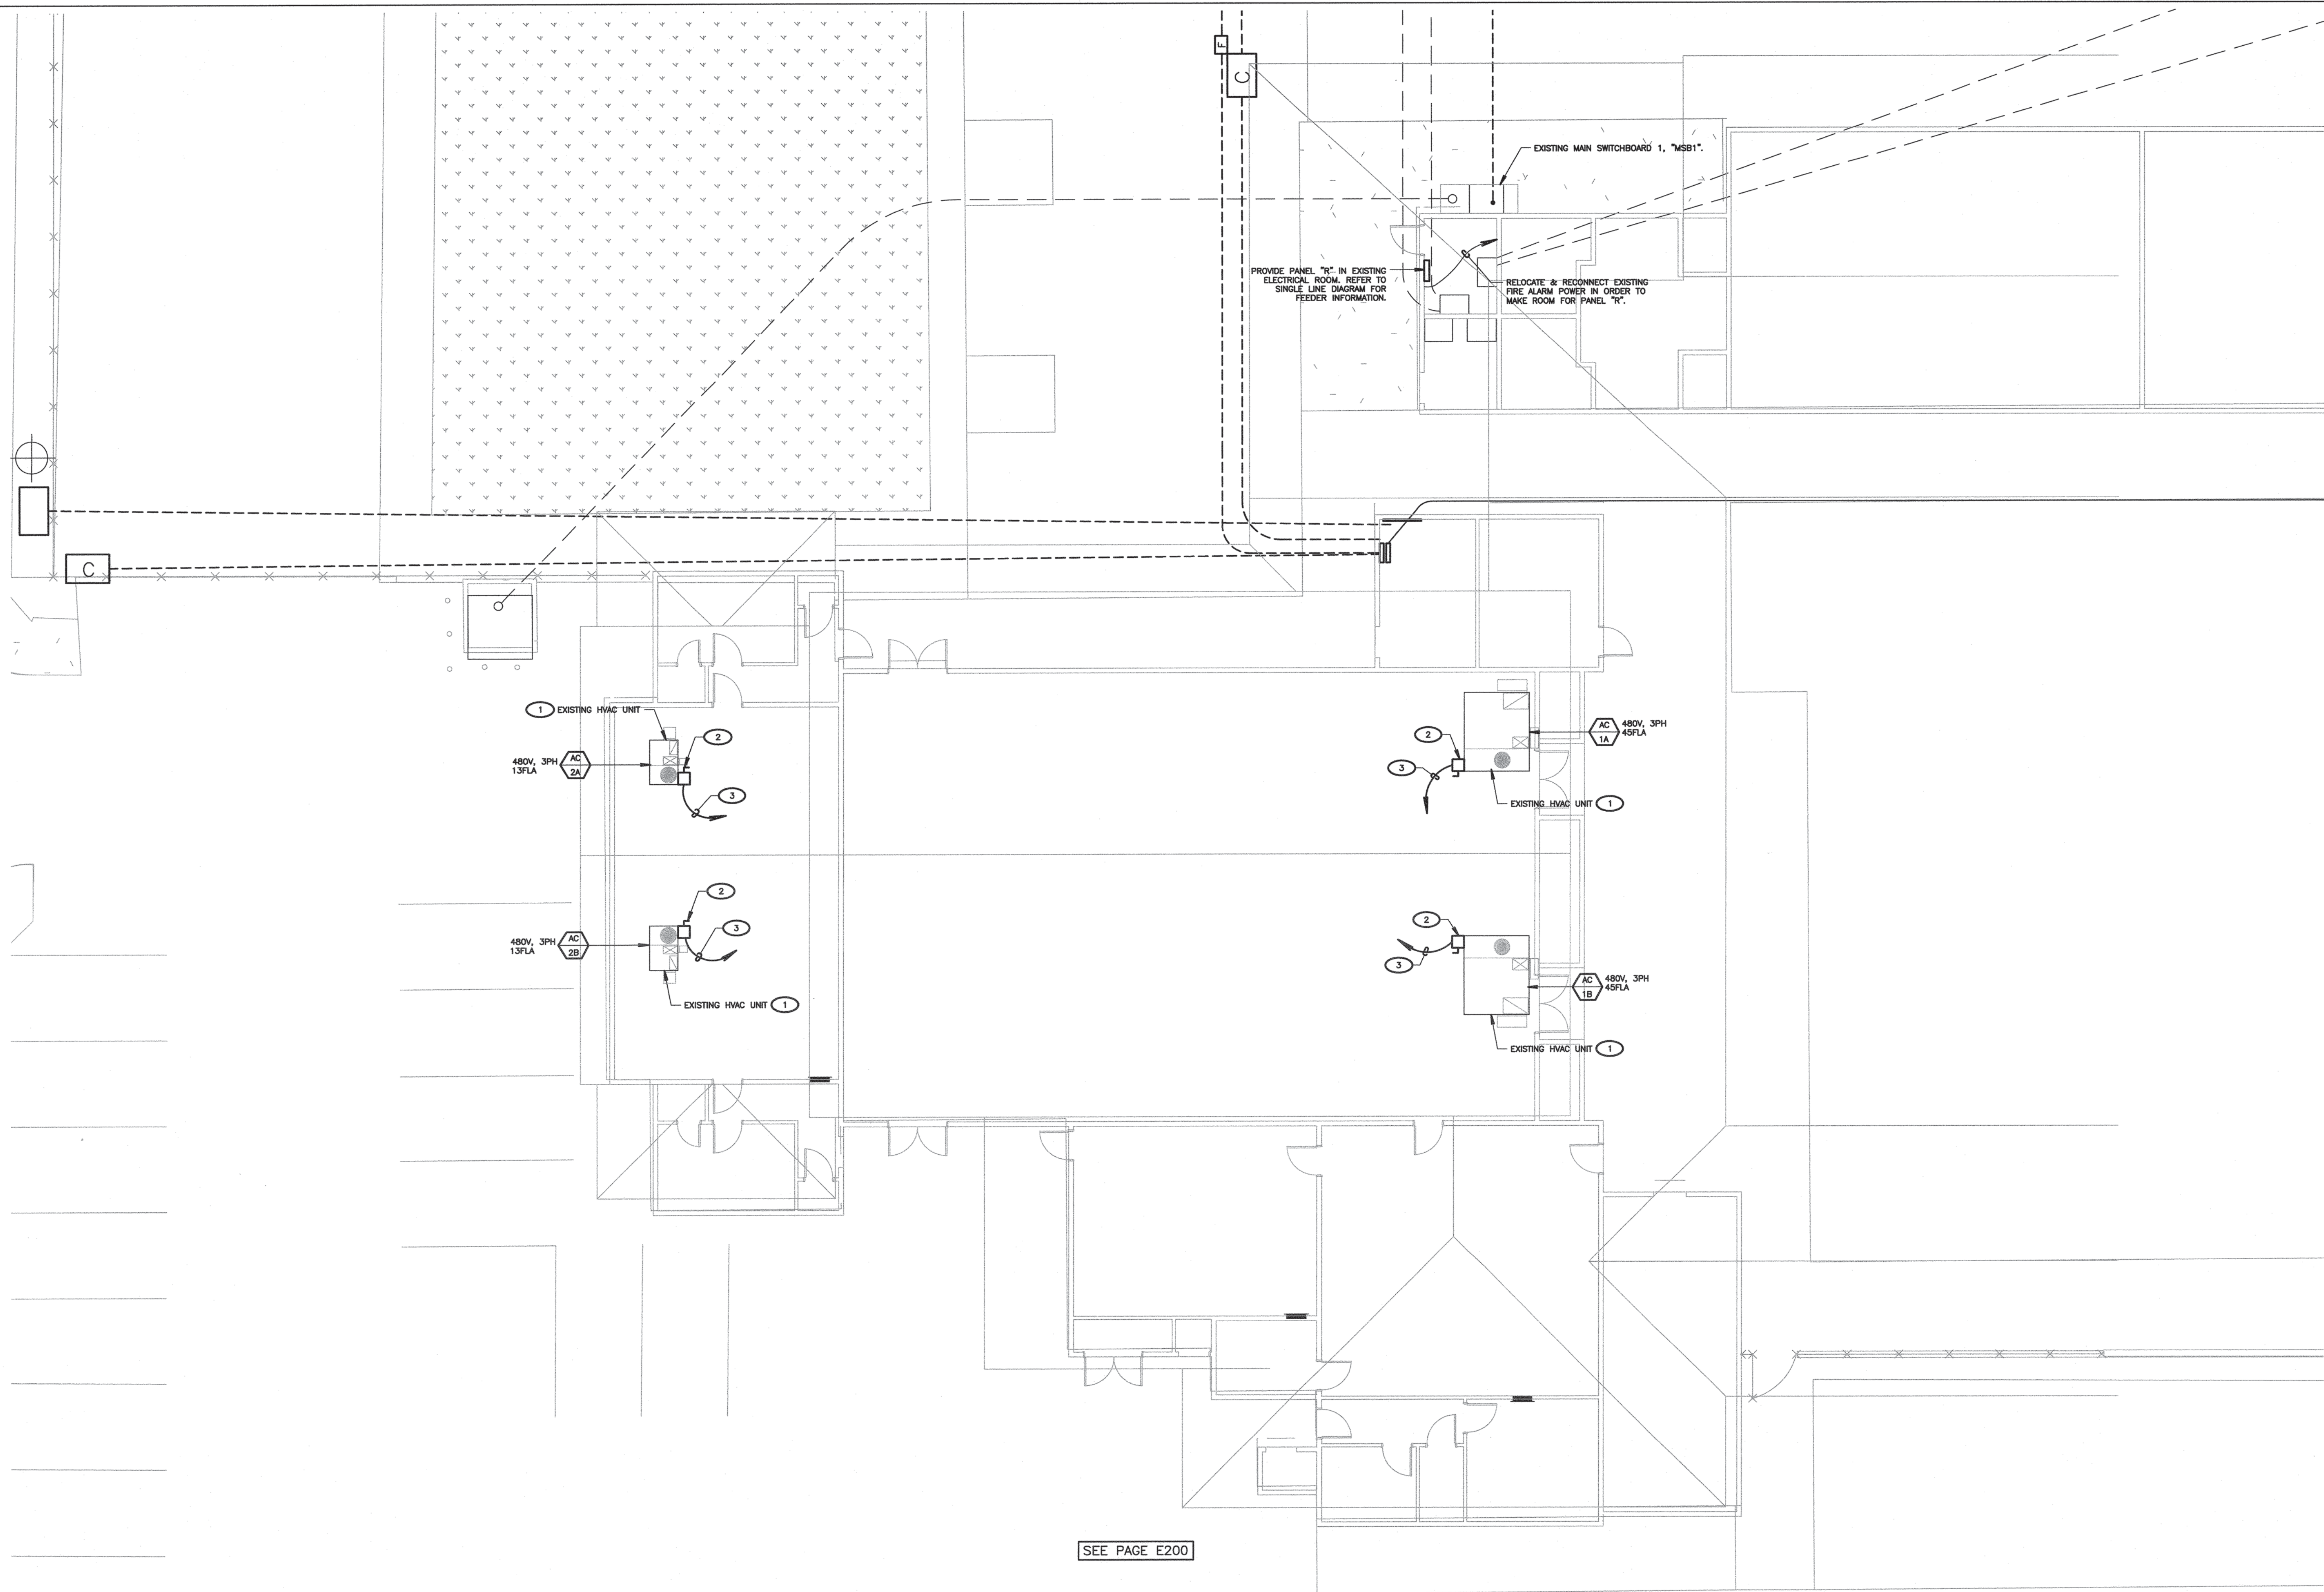 F
C
EXISTING MAIN SWITCHBOARD 1, "MSB1".
PROVIDE PANEL "R" IN EXISTING
ELECTRICAL ROOM. REFER TO
SINGLE LINE DIAGRAM FOR
FEEDER INFORMATION.
RELOCATE & RECONNECT EXISTING
FIRE ALARM POWER IN ORDER TO
MAKE ROOM FOR PANEL "R".
C
1 EXISTING HVAC UNIT
2
480V, 3PH
13FLA
AC
2A
3
2
3
AC
1A
480V, 3PH
45FLA
EXISTING HVAC UNIT 1
2
480V, 3PH
13FLA
AC
2B
3
EXISTING HVAC UNIT 1
2
3
AC
1B
480V, 3PH
45FLA
EXISTING HVAC UNIT 1
SEE PAGE E200